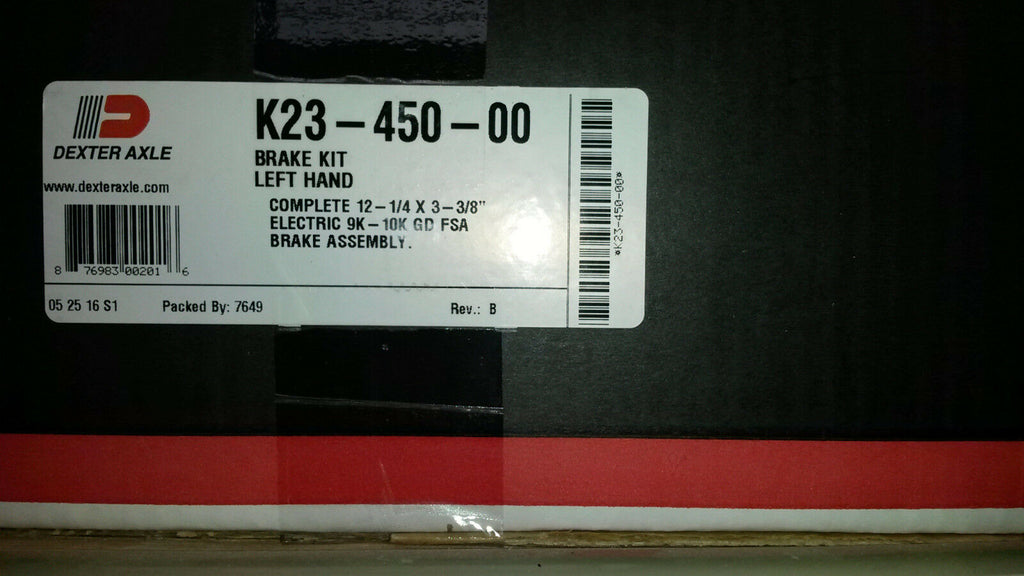 DEXTER AXLE
www.dexteraxle.com
8 76983 00201 6
K23-450-00
BRAKE KIT
LEFT HAND
COMPLETE 12-1/4 X 3-3/8"
ELECTRIC 9K-10K GD FSA
BRAKE ASSEMBLY.
*K23-450-00*
05 25 16 S1 Packed By: 7649 Rev.: B